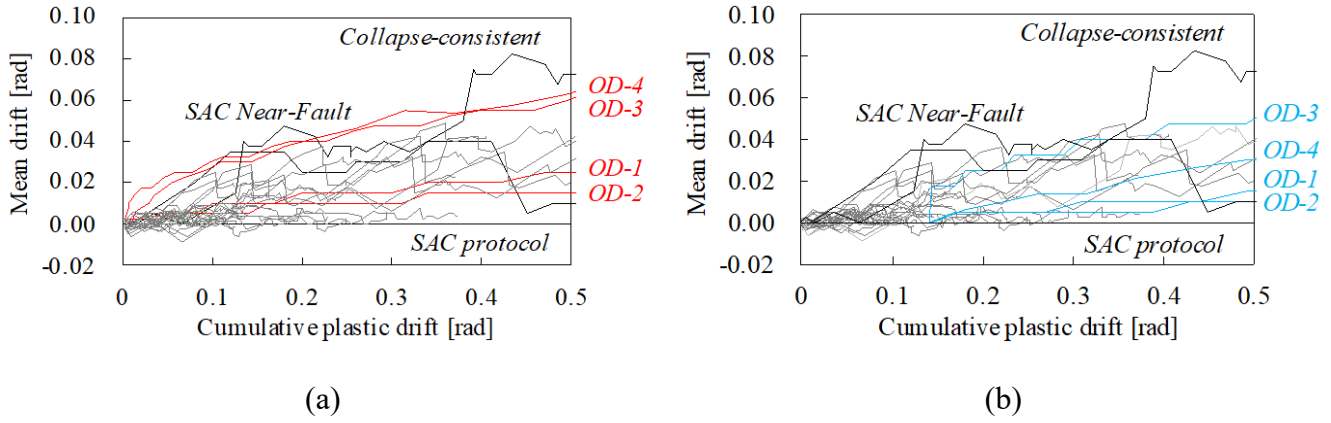 0.10
0.08
0.06
0.04
0.02
0.00
-0.02
Mean drift [rad]
Collapse-consistent
SAC Near-Fault
OD-4
OD-3
OD-1
OD-2
SAC protocol
0 0.1 0.2 0.3 0.4 0.5
Cumulative plastic drift [rad]
(a)
0.10
0.08
0.06
0.04
0.02
0.00
-0.02
Mean drift [rad]
Collapse-consistent
SAC Near-Fault
OD-3
OD-4
OD-1
OD-2
SAC protocol
0 0.1 0.2 0.3 0.4 0.5
Cumulative plastic drift [rad]
(b)